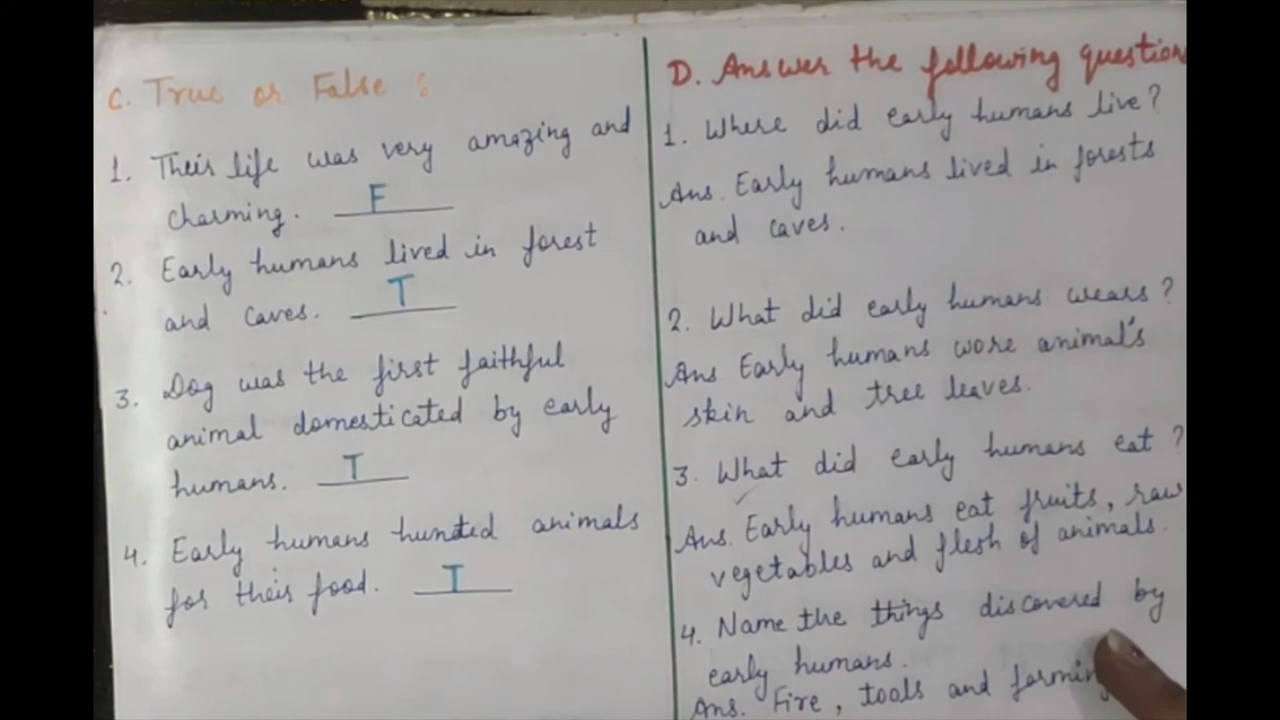 C. True or False :
1. Their life was very amazing and
charming. F
2. Early humans lived in forest
and caves. T
3. Dog was the first faithful
animal domesticated by early
humans. T
4. Early humans hunted animals
for their food. T
D. Answer the following question
1. Where did early humans live?
Ans. Early humans lived in forests
and caves.
2. What did early humans wears?
Ans Early humans wore animal's
skin and tree leaves.
3. What did early humans eat?
Ans. Early humans eat fruits, raw
vegetables and flesh of animals.
4. Name the things discovered by
early humans.
Ans. Fire, tools and farming